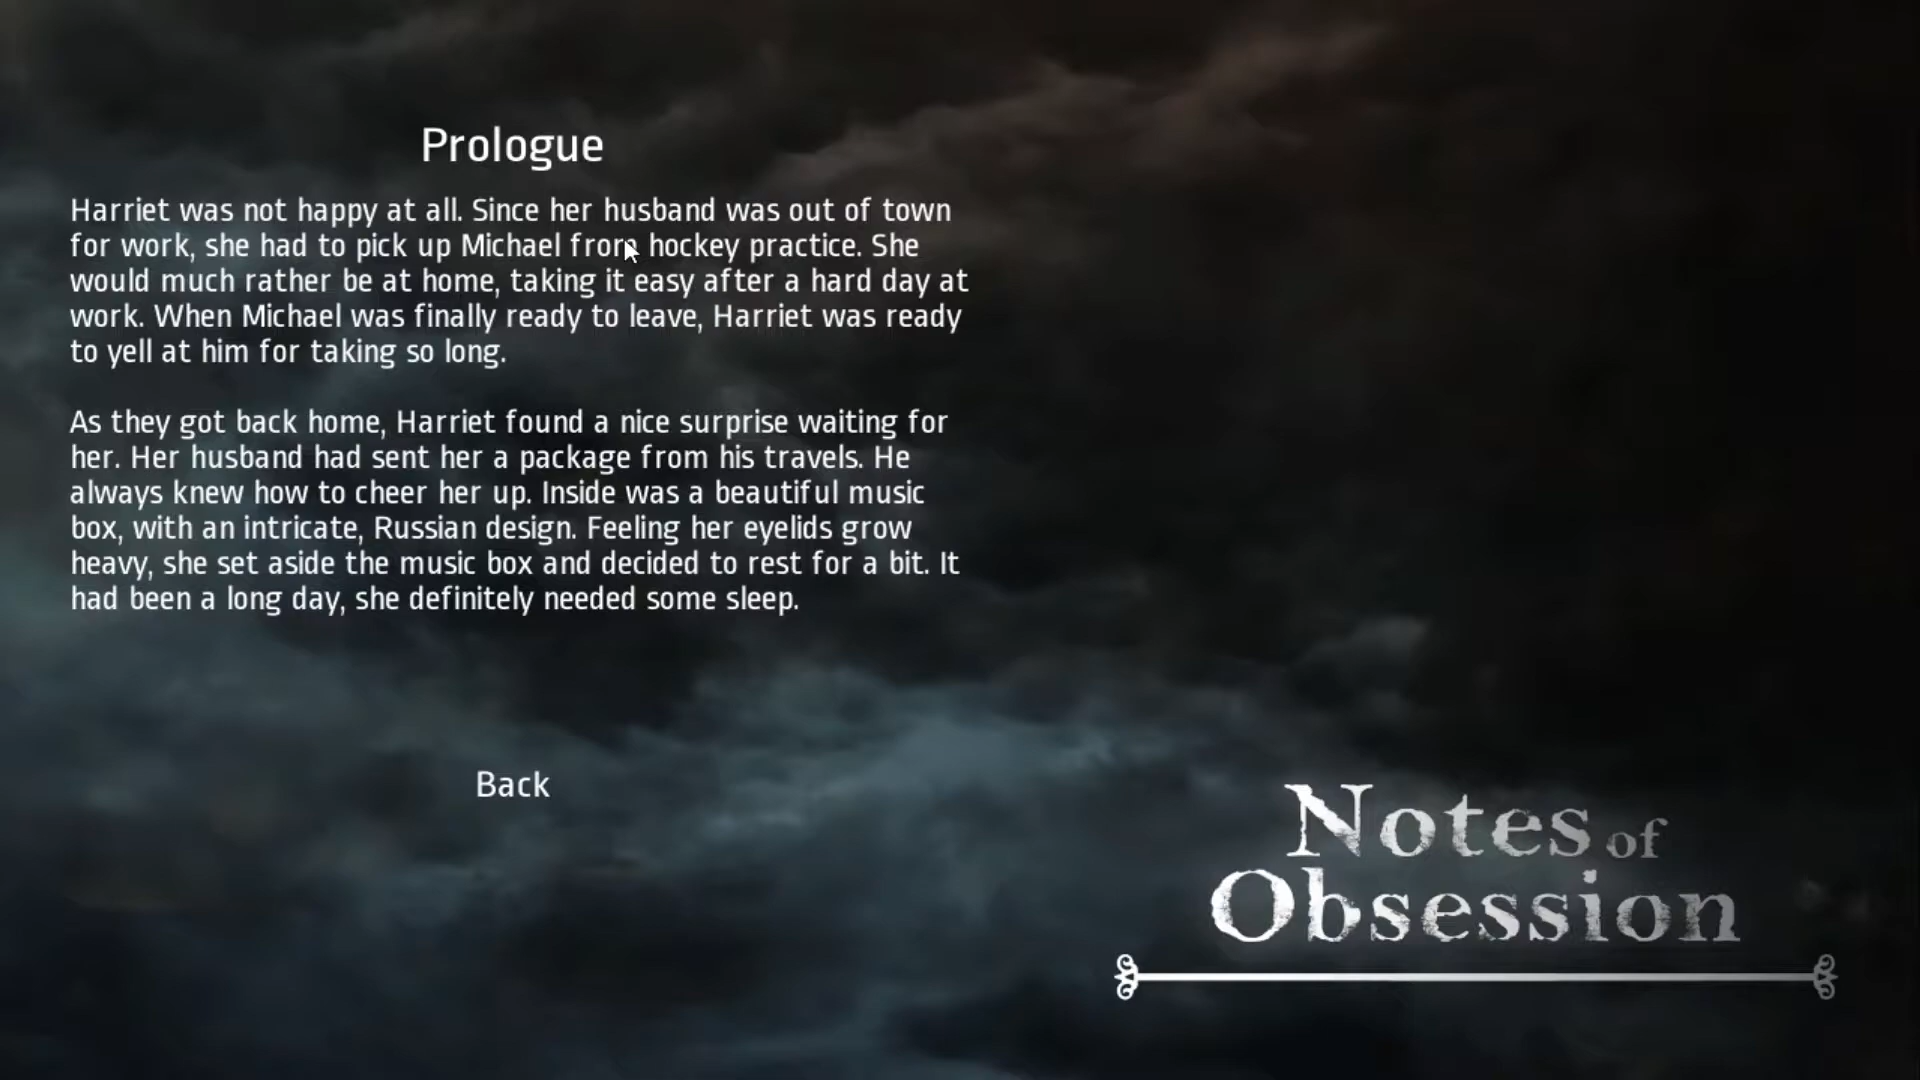 Prologue
Harriet was not happy at all. Since her husband was out of town
for work, she had to pick up Michael from hockey practice. She
would much rather be at home, taking it easy after a hard day at
work. When Michael was finally ready to leave, Harriet was ready
to yell at him for taking so long.
As they got back home, Harriet found a nice surprise waiting for
her. Her husband had sent her a package from his travels. He
always knew how to cheer her up. Inside was a beautiful music
box, with an intricate, Russian design. Feeling her eyelids grow
heavy, she set aside the music box and decided to rest for a bit. It
had been a long day, she definitely needed some sleep.
Back
Notes of
Obsession